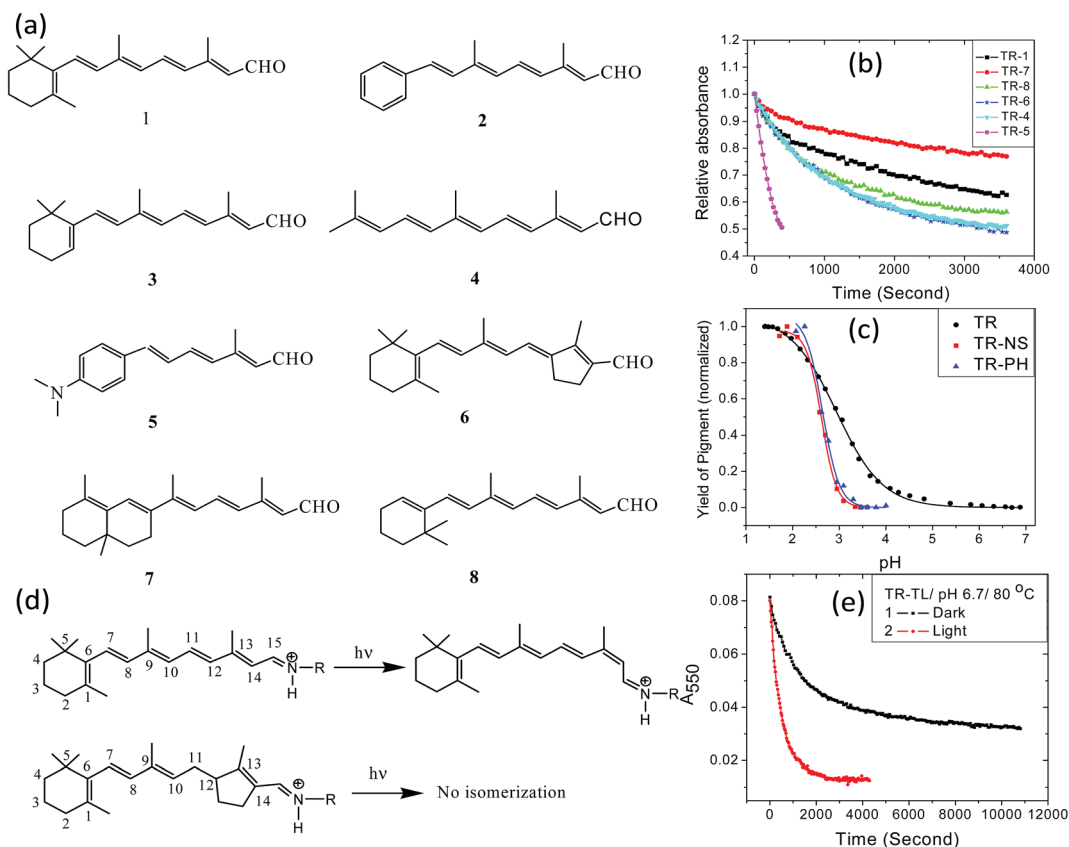 (a)
CHO
1
CHO
2
CHO
3
CHO
4
N
CHO
5
CHO
6
CHO
7
CHO
8
(b)
TR-1
TR-7
TR-8
TR-6
TR-4
TR-5
Relative absorbance
1.2
1.1
1.0
0.9
0.8
0.7
0.6
0.5
0.4
0 1000 2000 3000 4000
Time (Second)
(c)
TR
TR-NS
TR-PH
Yield of Pigment (normalized)
1.0
0.8
0.6
0.4
0.2
0.0
1 2 3 4 5 6 7
pH
(d)
1 2 3 4 5 6 7 8 9 10 11 12 13 14 15
N⊕–R
H
hν
N⊕–R
H
1 2 3 4 5 6 7 8 9 10 11 12 13 14
N⊕–R
H
hν
No isomerization
(e)
TR-TL/ pH 6.7/ 80 °C
1 Dark
2 Light
A550
0.08
0.06
0.04
0.02
0 2000 4000 6000 8000 10000 12000
Time (Second)